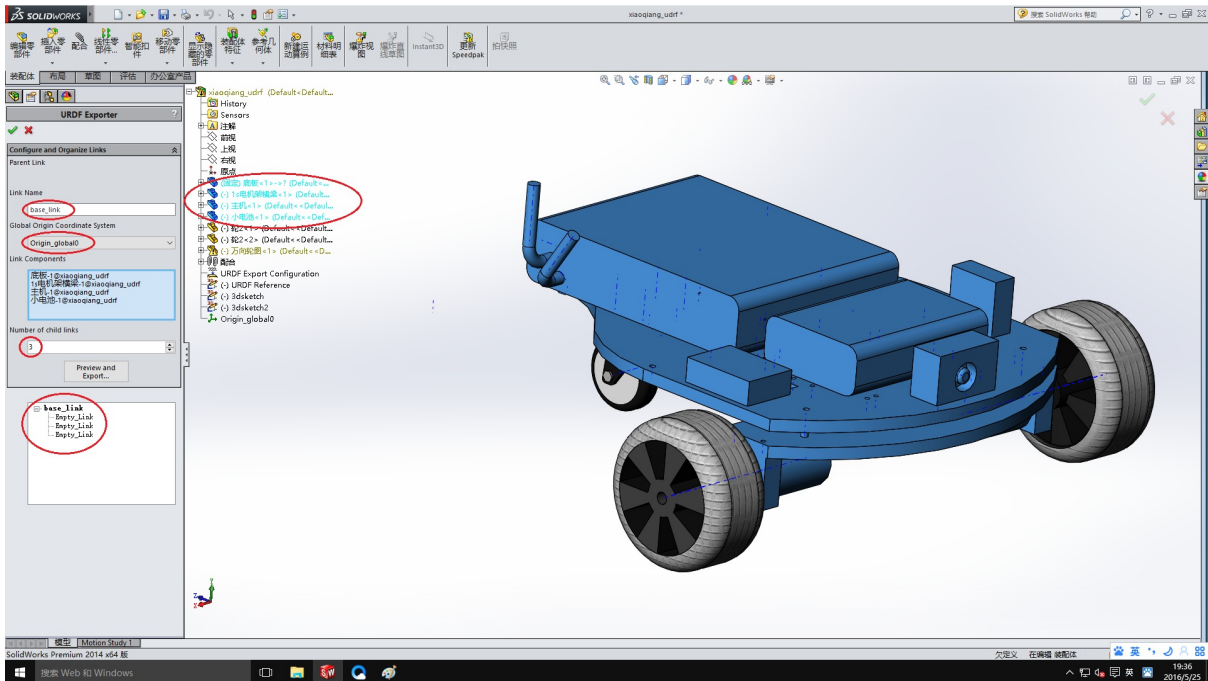 SOLIDWORKS
xiaoqiang_udrf *
搜索 SolidWorks 帮助
编辑零部件
插入零部件
配合
线性零部件...
智能扣件
移动零部件
显示隐藏的零部件
装配体特征
参考几何体
新建运动算例
材料明细表
爆炸视图
爆炸直线草图
Instant3D
更新 Speedpak
拍快照
装配体
布局
草图
评估
办公室产品
URDF Exporter
?
Configure and Organize Links
Parent Link
Link Name
base_link
Global Origin Coordinate System
Origin_global0
Link Components
底板-1@xiaoqiang_udrf
1s电机架横梁-1@xiaoqiang_udrf
主机-1@xiaoqiang_udrf
小电池-1@xiaoqiang_udrf
Number of child links
3
Preview and
Export...
base_link
Empty_Link
Empty_Link
Empty_Link
xiaoqiang_udrf (Default<Default...
History
Sensors
注解
前视
上视
右视
原点
(固定) 底板<1>->? (Default<...
(-) 1s电机架横梁<1> (Default...
(-) 主机<1> (Default<<Defaul...
(-) 小电池<1> (Default<<Def...
(-) 轮2<1> (Default<<Default...
(-) 轮2<2> (Default<<Default...
(-) 万向轮图<1> (Default<<D...
配合
URDF Export Configuration
(-) URDF Reference
(-) 3dsketch
(-) 3dsketch2
Origin_global0
Y
Z
X
模型
Motion Study 1
SolidWorks Premium 2014 x64 版
欠定义
在编辑 装配体
英
搜索 Web 和 Windows
英
19:36
2016/5/25